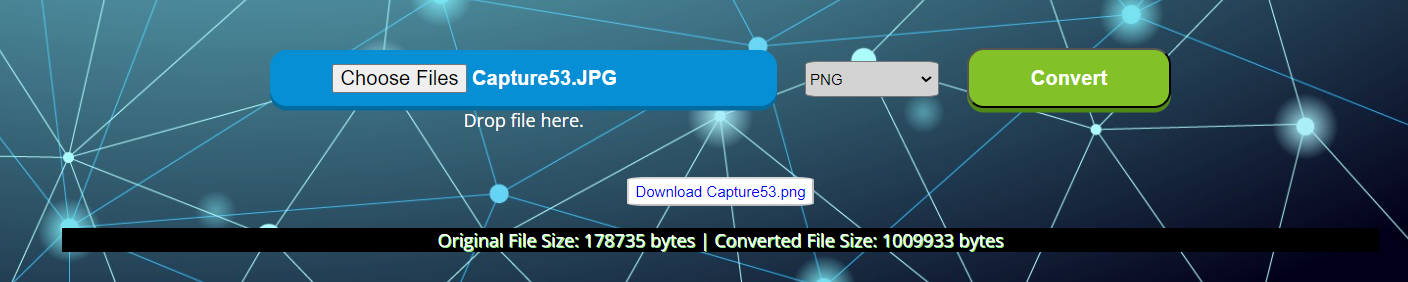 Choose Files Capture53.JPG PNG Convert
Drop file here.
Download Capture53.png
Original File Size: 178735 bytes | Converted File Size: 1009933 bytes